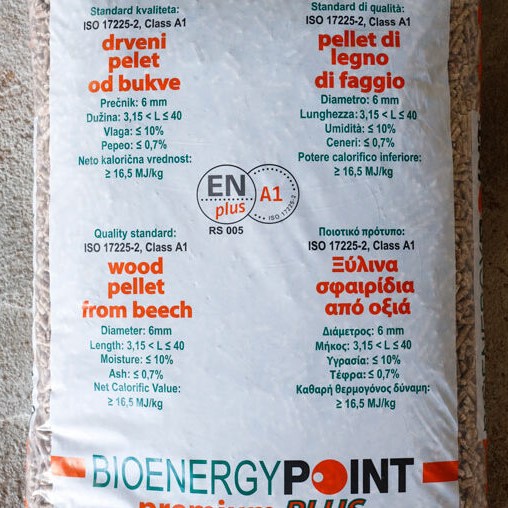 Standard kvaliteta:
ISO 17225-2, Class A1
drveni
pelet
od bukve
Prečnik: 6 mm
Dužina: 3,15 < L ≤ 40
Vlaga: ≤ 10%
Pepeo: ≤ 0,7%
Neto kalorična vrednost:
≥ 16,5 MJ/kg
Standard di qualità:
ISO 17225-2, Class A1
pellet di
legno
di faggio
Diametro: 6 mm
Lunghezza: 3,15 < L ≤ 40
Umidità: ≤ 10%
Ceneri: ≤ 0,7%
Potere calorifico inferiore:
≥ 16,5 MJ/kg
EN
plus
A1
ISO 17225-2
RS 005
Quality standard:
ISO 17225-2, Class A1
wood
pellet
from beech
Diameter: 6mm
Length: 3,15 < L ≤ 40
Moisture: ≤ 10%
Ash: ≤ 0,7%
Net Calorific Value:
≥ 16,5 MJ/kg
Ποιοτικό πρότυπο:
ISO 17225-2, Class A1
Ξύλινα
σφαιρίδια
από οξιά
Διάμετρος: 6 mm
Μήκος: 3,15 < L ≤ 40
Υγρασία: ≤ 10%
Τέφρα: ≤ 0,7%
Καθαρή θερμογόνος δύναμη:
≥ 16,5 MJ/kg
BIOENERGYPOINT
premium PLUS